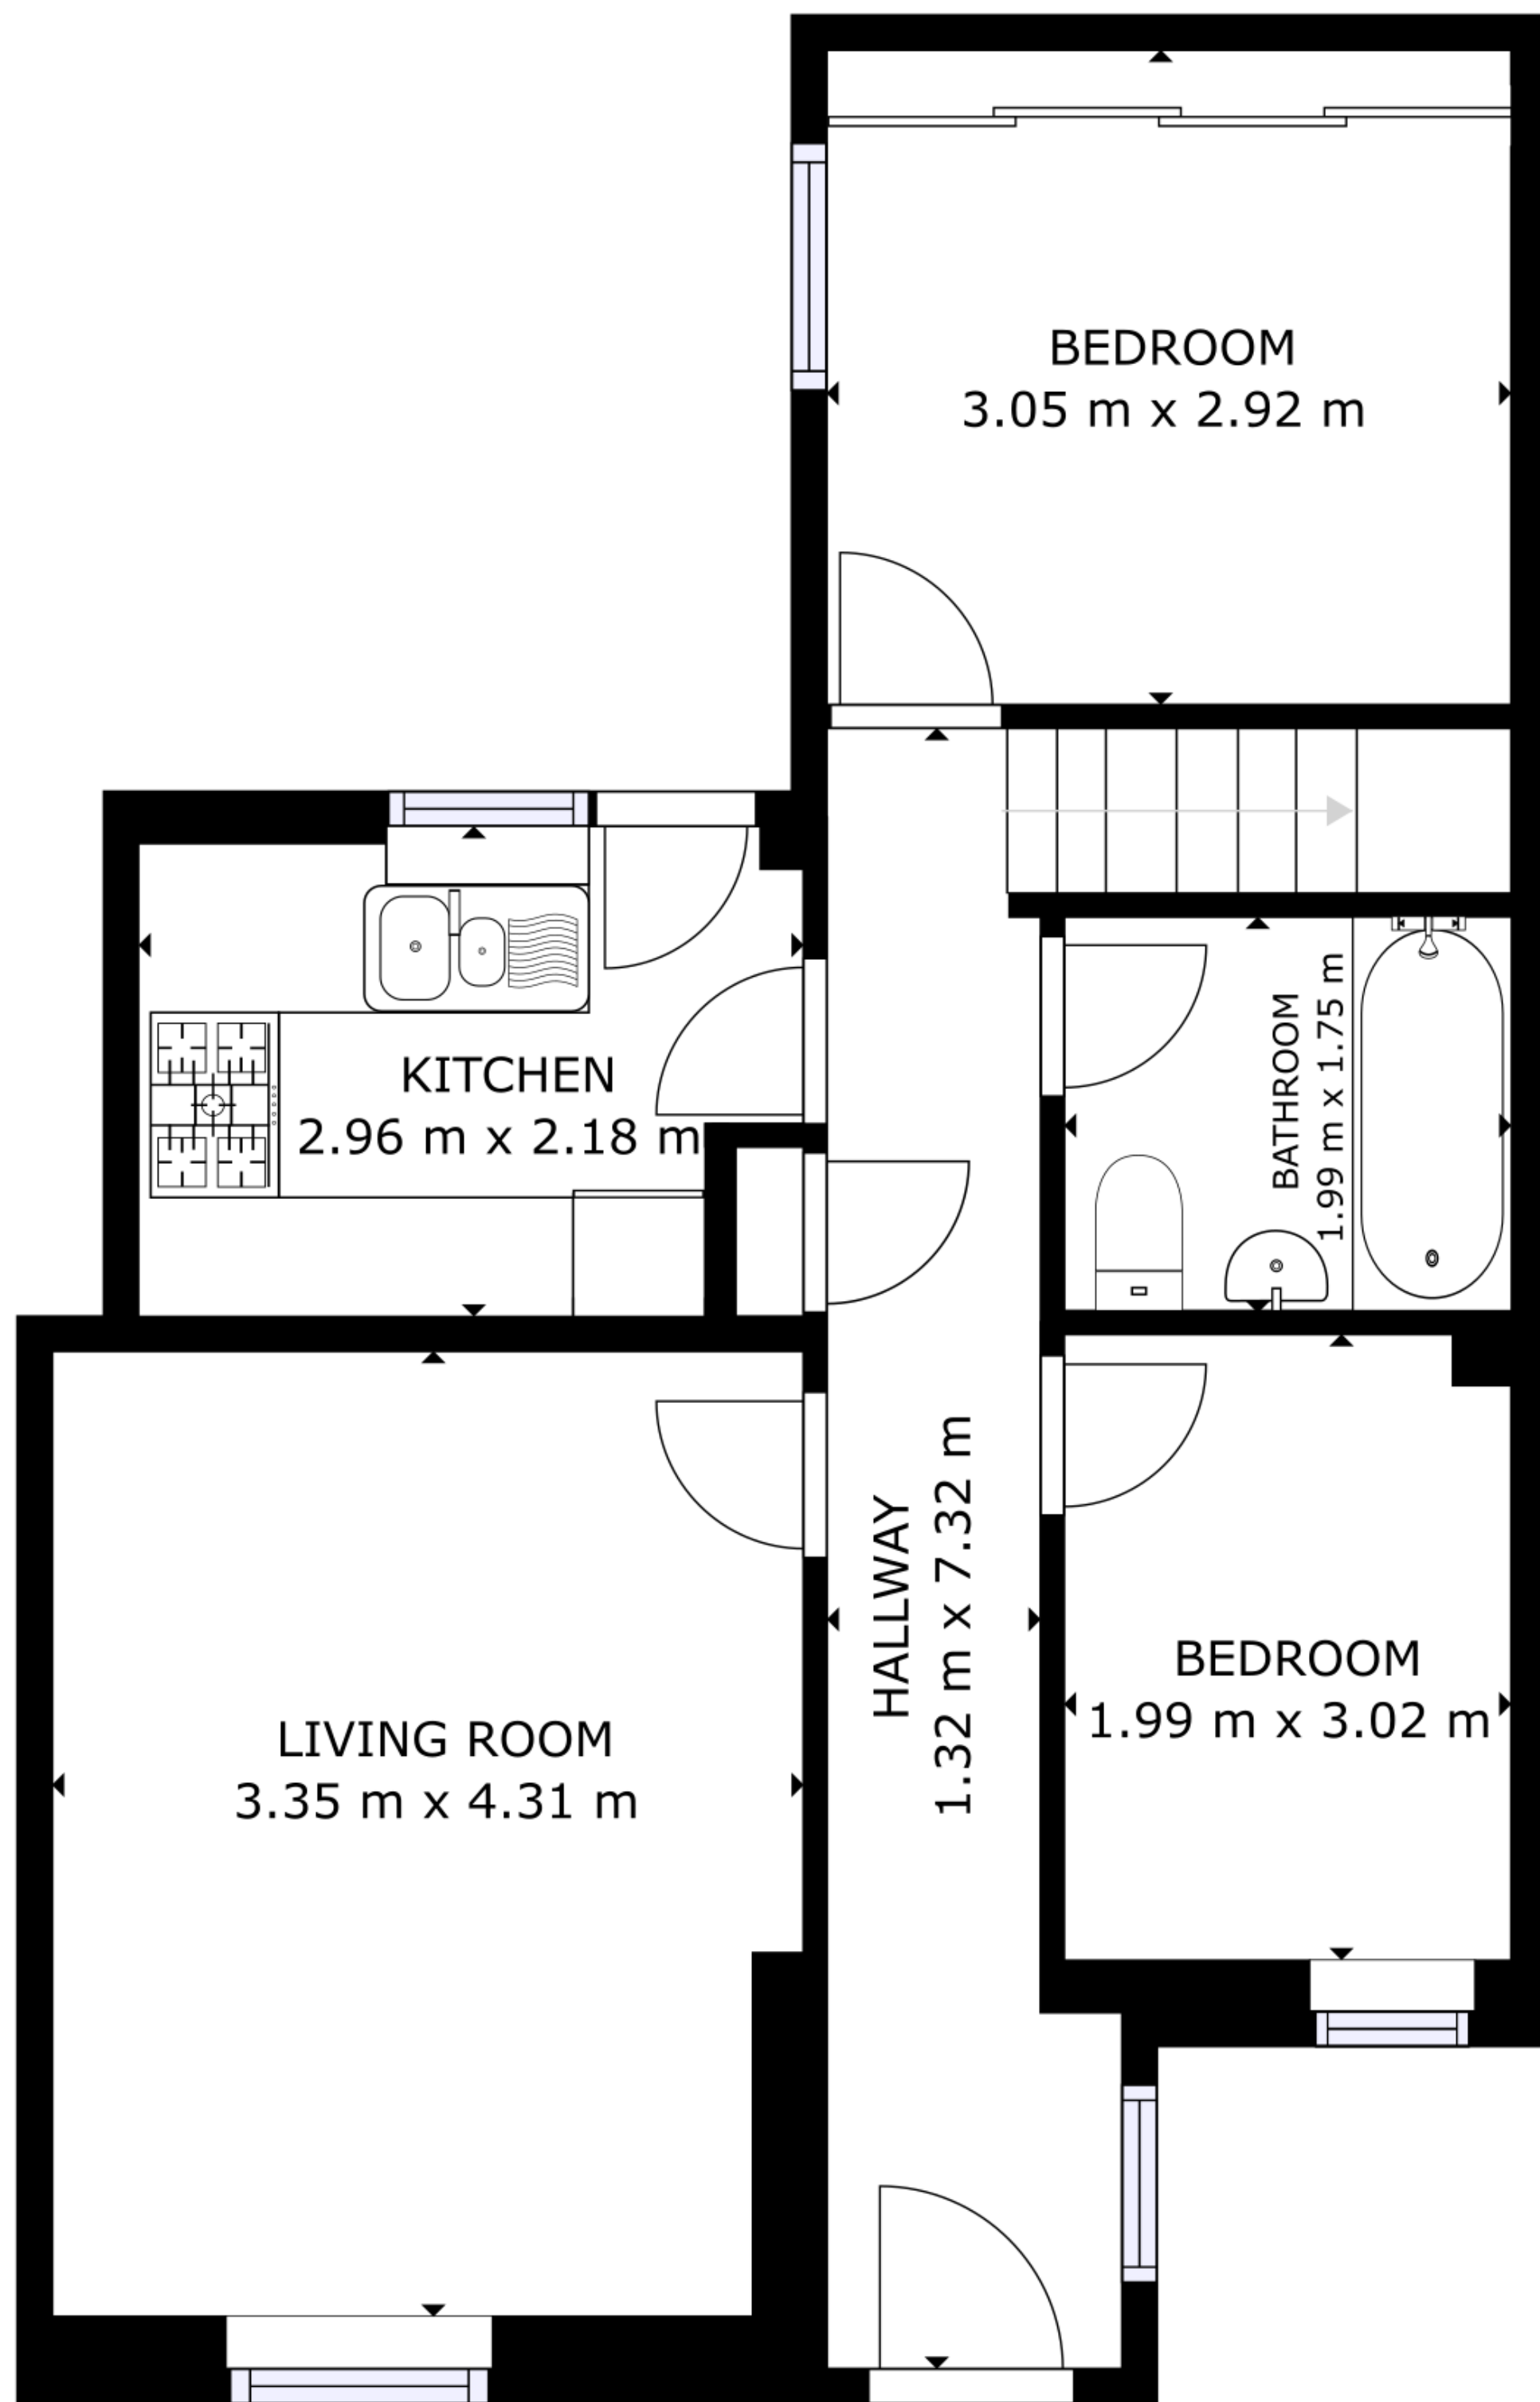 BEDROOM
3.05 m x 2.92 m
KITCHEN
2.96 m x 2.18 m
BATHROOM
1.99 m x 1.75 m
HALLWAY
1.32 m x 7.32 m
BEDROOM
1.99 m x 3.02 m
LIVING ROOM
3.35 m x 4.31 m